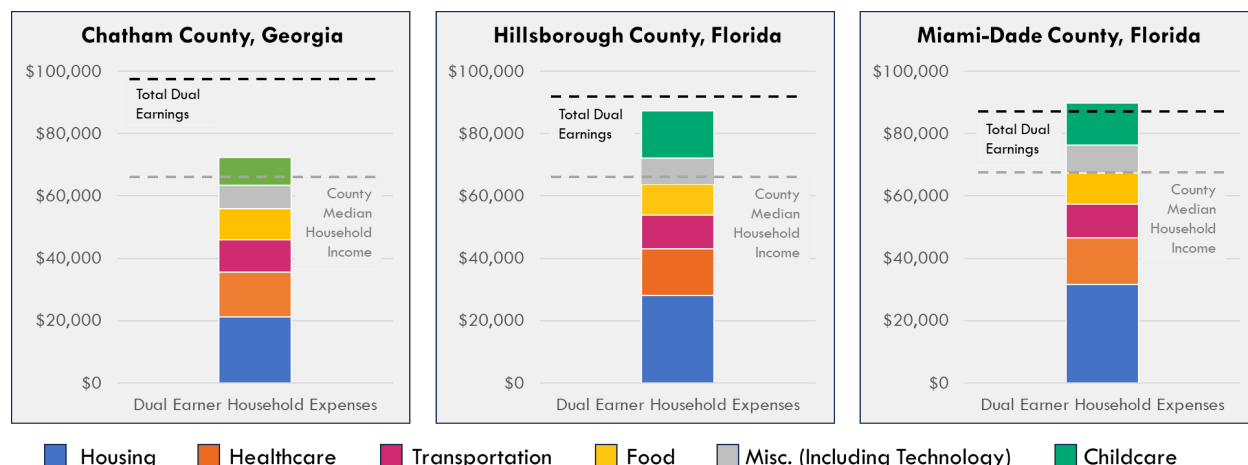 Chatham County, Georgia
$100,000
Total Dual
Earnings
$80,000
$60,000
County
Median
Household
Income
$40,000
$20,000
$0
Dual Earner Household Expenses
Hillsborough County, Florida
$100,000
Total Dual
Earnings
$80,000
$60,000
County
Median
Household
Income
$40,000
$20,000
$0
Dual Earner Household Expenses
Miami-Dade County, Florida
$100,000
Total Dual
Earnings
$80,000
$60,000
County
Median
Household
Income
$40,000
$20,000
$0
Dual Earner Household Expenses
Housing Healthcare Transportation Food Misc. (Including Technology) Childcare